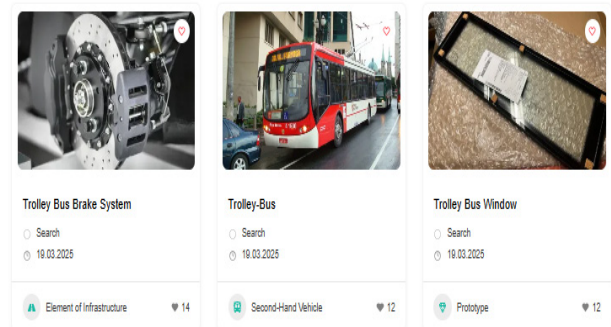 Trolley Bus Brake System
Search
19.03.2025
Element of Infrastructure
14
Trolley-Bus
Search
19.03.2025
Second-Hand Vehicle
12
Trolley Bus Window
Search
19.03.2025
Prototype
12